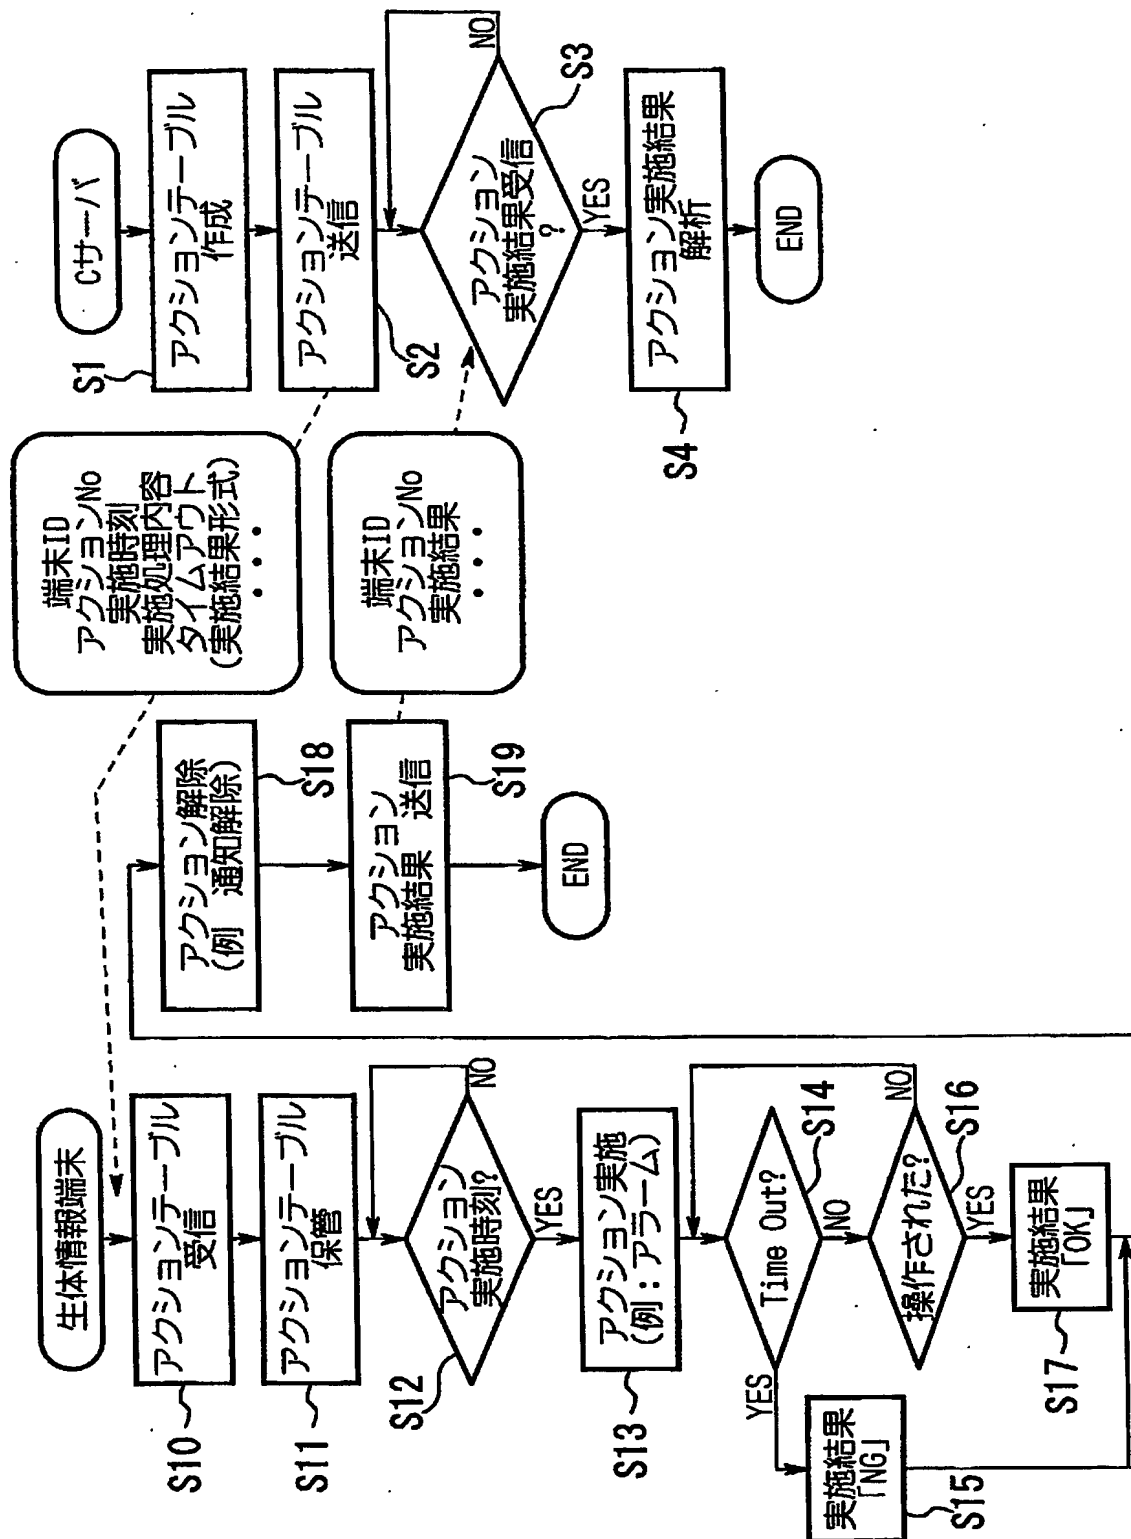 生体情報端末
アクションテーブル
受信
S10
アクションテーブル
保管
S11
アクション
実施時刻?
S12
NO
YES
アクション実施
(例：アラーム)
S13
Time Out?
S14
YES
NO
実施結果
「NG」
S15
操作された?
S16
NO
YES
実施結果
「OK」
S17
アクション解除
(例　通知解除)
S18
アクション
実施結果　送信
S19
END
端末ID
アクションNo
実施時刻
実施処理内容
タイムアウト
(実施結果形式)
・・・
端末ID
アクションNo
実施結果
・・・
Cサーバ
アクションテーブル
作成
S1
アクションテーブル
送信
S2
アクション
実施結果受信
?
S3
NO
YES
アクション実施結果
解析
S4
END